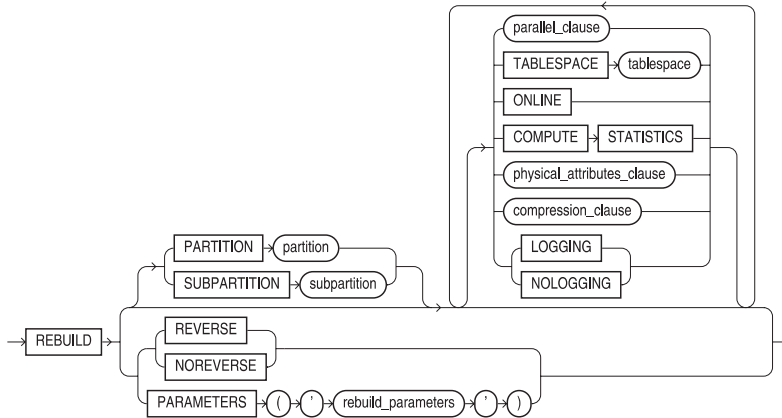 parallel_clause
TABLESPACE tablespace
ONLINE
COMPUTE STATISTICS
physical_attributes_clause
compression_clause
LOGGING
NOLOGGING
PARTITION partition
SUBPARTITION subpartition
REBUILD
REVERSE
NOREVERSE
PARAMETERS ( ' rebuild_parameters ' )